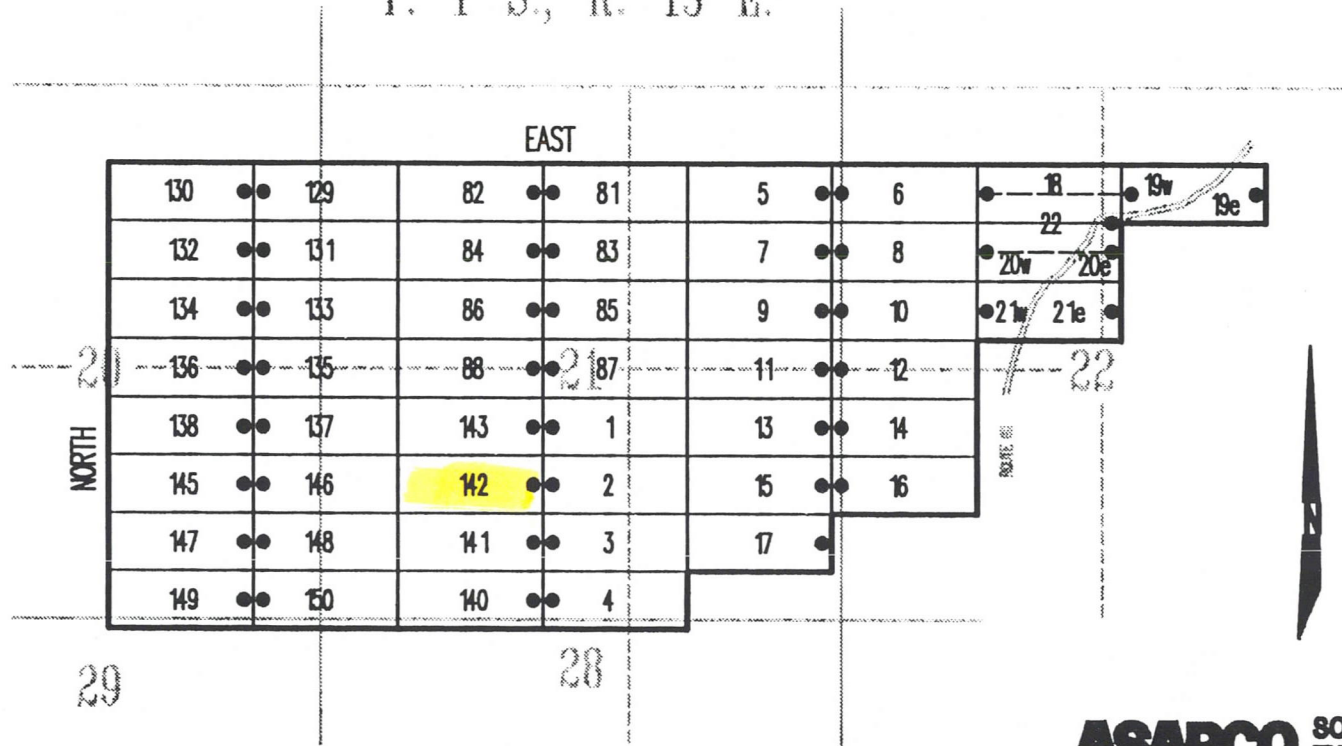 T. 1 S., R. 15 E.
EAST
130 129 82 81 5 6 18 19w
19e
22
132 131 84 83 7 8 20w 20e
134 133 86 85 9 10 21w 21e
20 136 135 88 21 87 11 12 22
138 137 143 1 13 14
NORTH
145 146 142 2 15 16
147 148 141 3 17
149 150 140 4
N
29 28
ASARCO